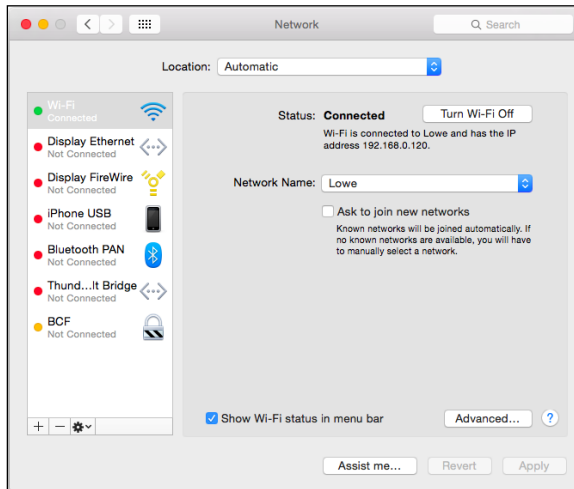 Network
Search
Location: Automatic
Wi-Fi
Connected
Display Ethernet
Not Connected
Display FireWire
Not Connected
iPhone USB
Not Connected
Bluetooth PAN
Not Connected
Thund...lt Bridge
Not Connected
BCF
Not Connected
Status: Connected
Turn Wi-Fi Off
Wi-Fi is connected to Lowe and has the IP
address 192.168.0.120.
Network Name: Lowe
Ask to join new networks
Known networks will be joined automatically. If
no known networks are available, you will have
to manually select a network.
Show Wi-Fi status in menu bar
Advanced...
?
Assist me...
Revert
Apply